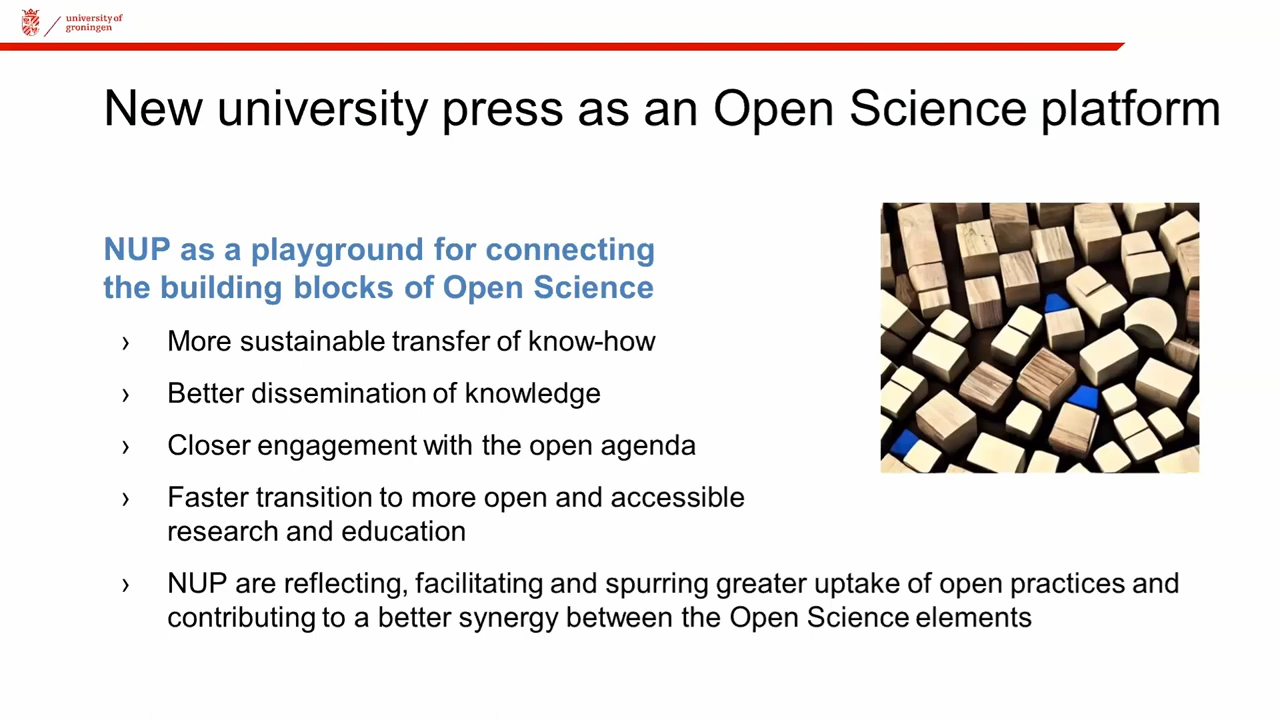 university of
groningen
New university press as an Open Science platform
NUP as a playground for connecting
the building blocks of Open Science
› More sustainable transfer of know-how
› Better dissemination of knowledge
› Closer engagement with the open agenda
› Faster transition to more open and accessible
research and education
› NUP are reflecting, facilitating and spurring greater uptake of open practices and
contributing to a better synergy between the Open Science elements